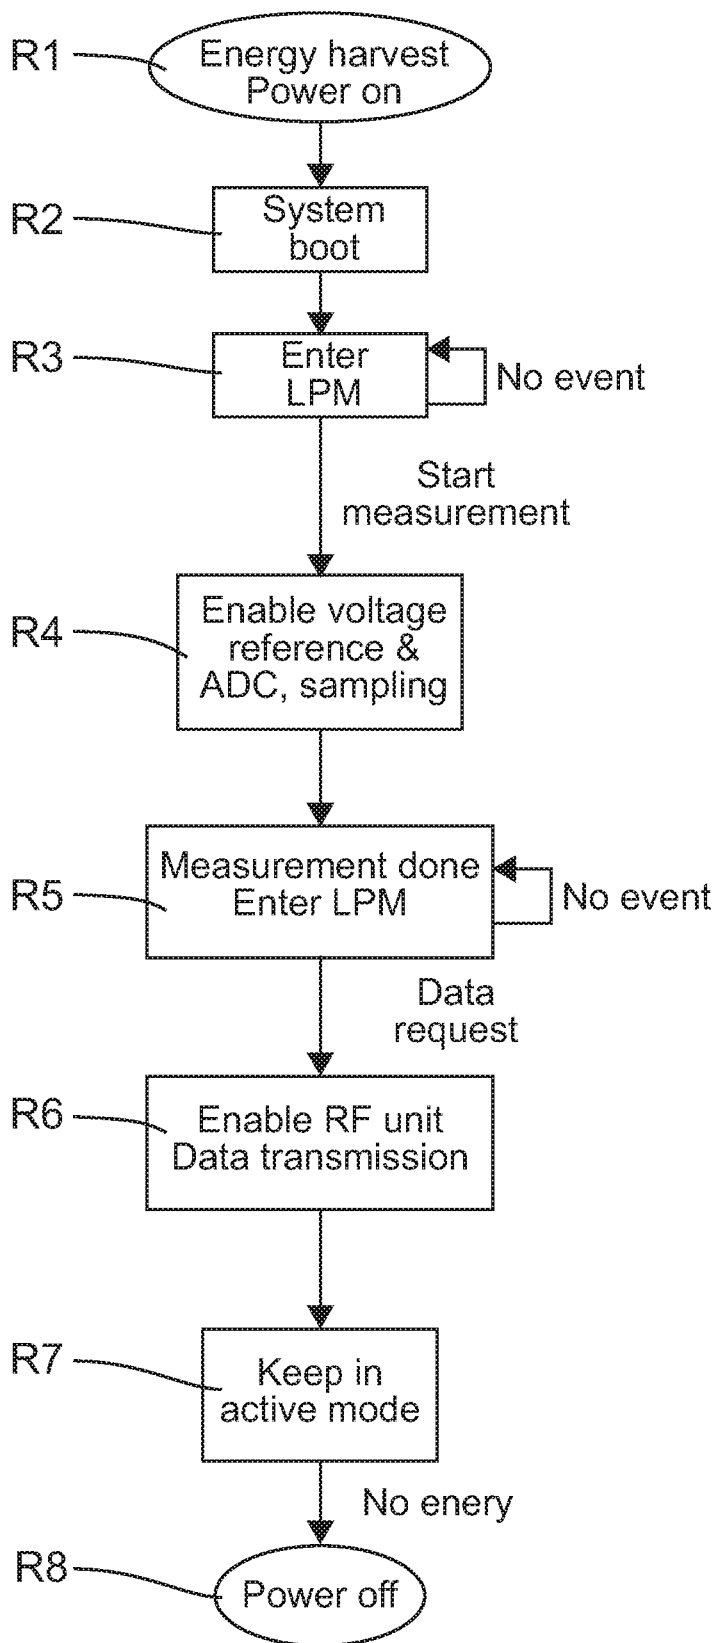 R1
Energy harvest
Power on
R2
System
boot
R3
Enter
LPM
No event
Start
measurement
R4
Enable voltage
reference &
ADC, sampling
R5
Measurement done
Enter LPM
No event
Data
request
R6
Enable RF unit
Data transmission
R7
Keep in
active mode
No enery
R8
Power off